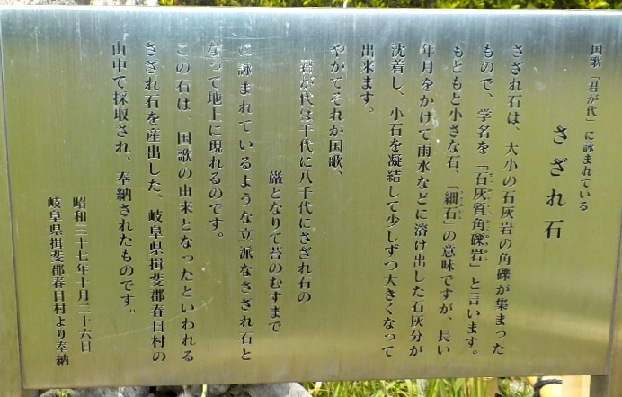 国歌「君が代」に詠まれている
さざれ石
さざれ石は、大小の石灰岩の角礫が集まった
もので、学名を「石灰質角礫岩」と言います。
もともと小さな石、「細石」の意味ですが、長い
年月をかけて雨水などに溶け出した石灰分が
沈着し、小石を凝結して少しずつ大きくなって
出来ます。
やがてそれが国歌、
君が代は千代に八千代にさざれ石の
巌となりて苔のむすまで
に詠まれているような立派なさざれ石と
なって地上に現れるのです。
この石は、国歌の由来となったといわれる
さざれ石を産出した、岐阜県揖斐郡春日村の
山中で採取され、奉納されたものです。
昭和三十七年十月二十六日
岐阜県揖斐郡春日村より奉納